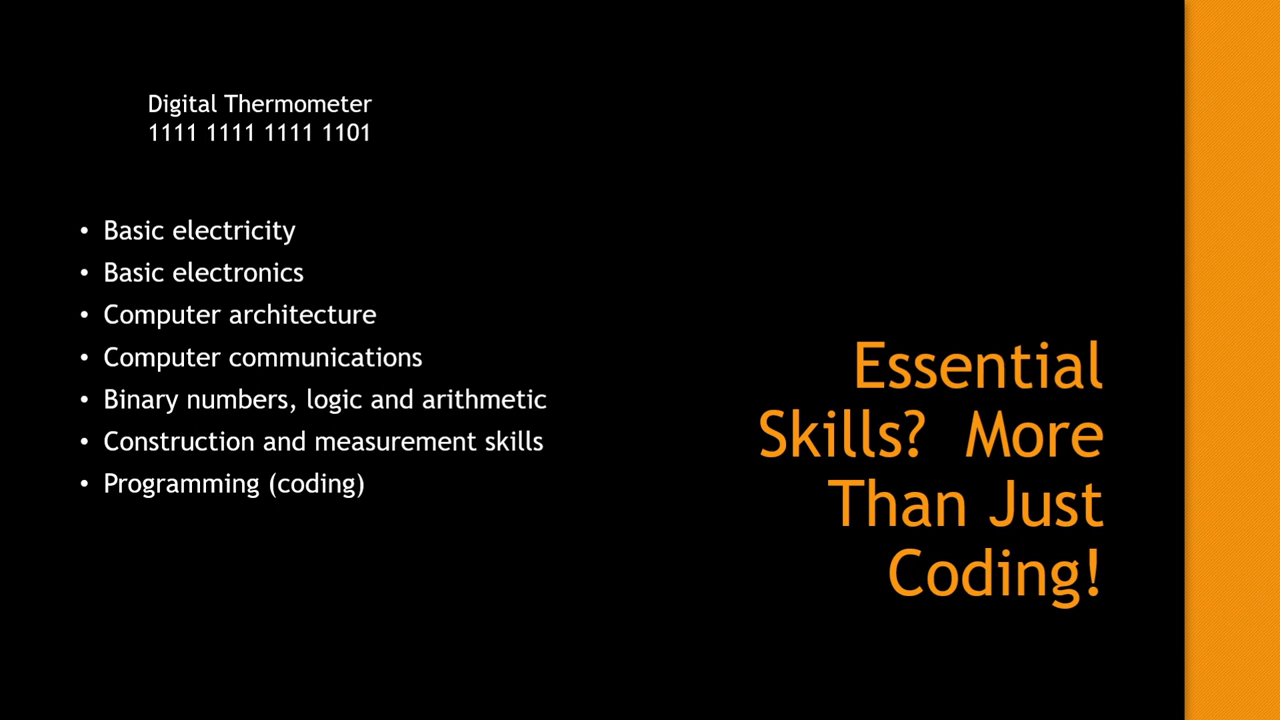 Digital Thermometer
1111 1111 1111 1101
• Basic electricity
• Basic electronics
• Computer architecture
• Computer communications
• Binary numbers, logic and arithmetic
• Construction and measurement skills
• Programming (coding)
Essential
Skills?  More
Than Just
Coding!